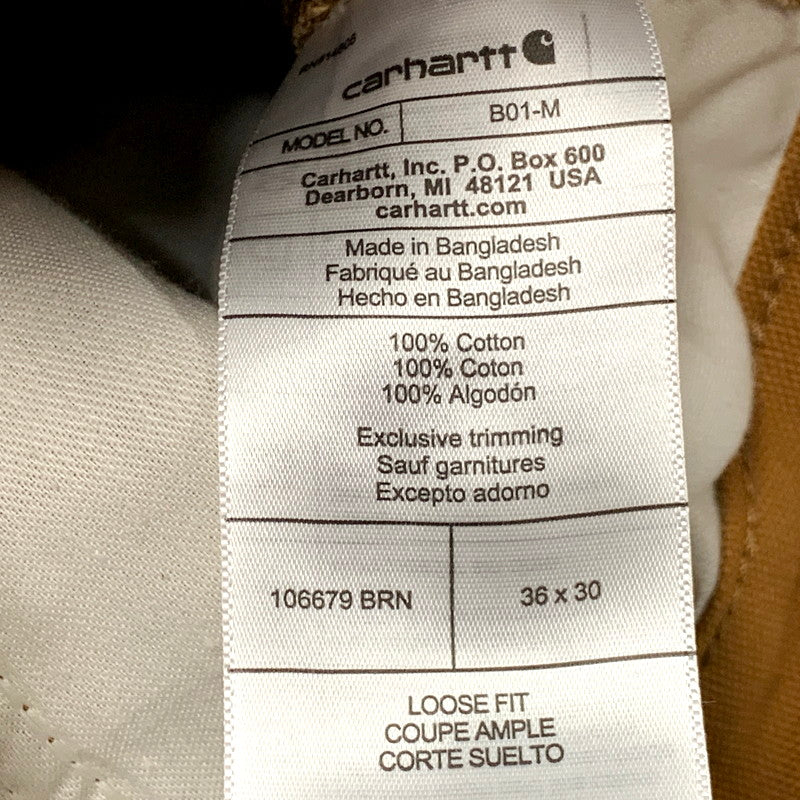 carhartt
MODEL NO. B01-M
Carhartt, Inc. P.O. Box 600
Dearborn, MI 48121 USA
carhartt.com
Made in Bangladesh
Fabriqué au Bangladesh
Hecho en Bangladesh
100% Cotton
100% Coton
100% Algodón
Exclusive trimming
Sauf garnitures
Excepto adorno
106679 BRN 36 x 30
LOOSE FIT
COUPE AMPLE
CORTE SUELTO